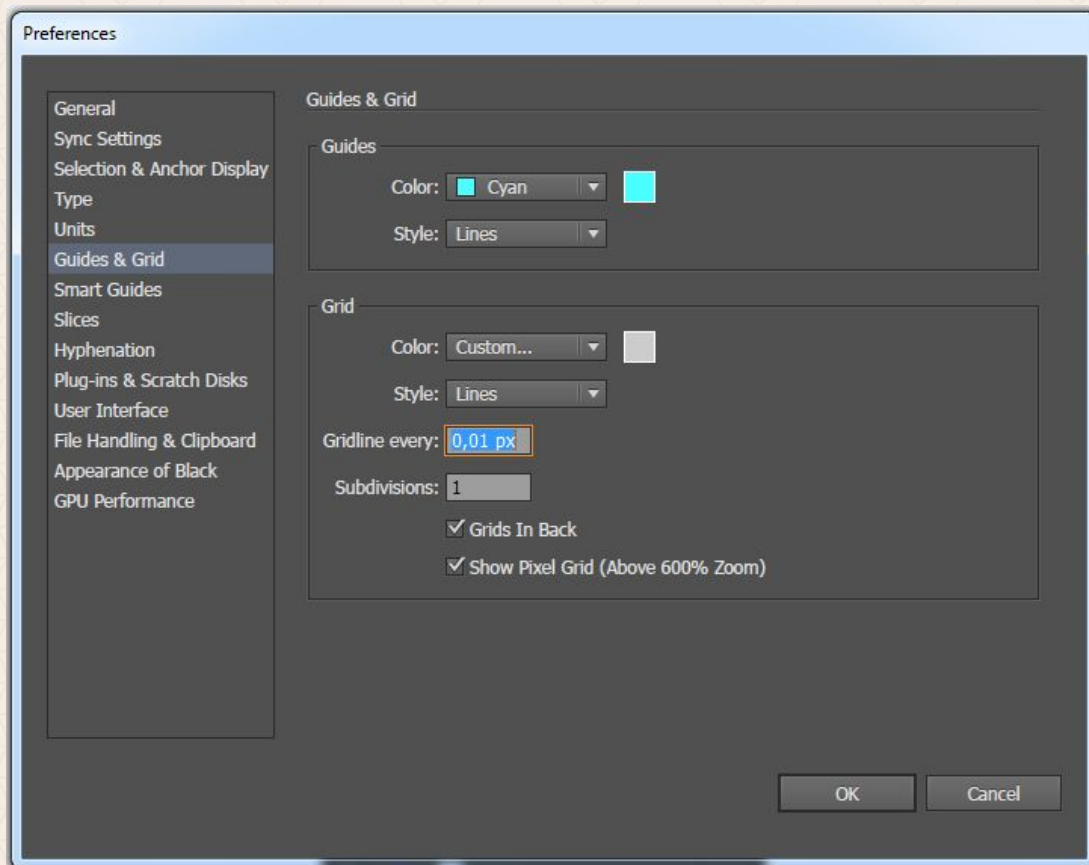 Preferences
General
Sync Settings
Selection & Anchor Display
Type
Units
Guides & Grid
Smart Guides
Slices
Hyphenation
Plug-ins & Scratch Disks
User Interface
File Handling & Clipboard
Appearance of Black
GPU Performance
Guides & Grid
Guides
Color: Cyan
Style: Lines
Grid
Color: Custom...
Style: Lines
Gridline every: 0,01 px
Subdivisions: 1
Grids In Back
Show Pixel Grid (Above 600% Zoom)
OK Cancel